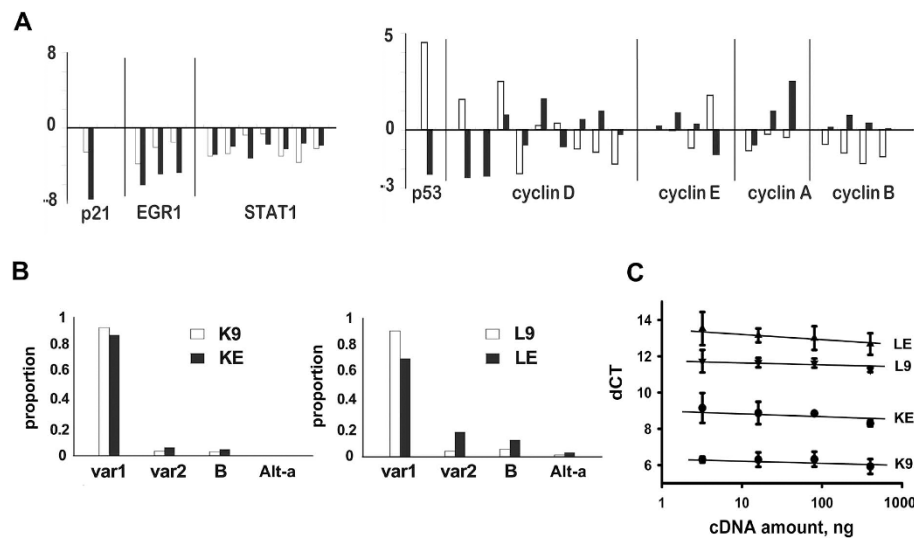 A
8
0
-8
p21 EGR1 STAT1
5
0
-3
p53 cyclin D cyclin E cyclin A cyclin B
B
proportion
1
0.8
0.6
0.4
0.2
0
K9
KE
var1 var2 B Alt-a
proportion
1
0.8
0.6
0.4
0.2
0
L9
LE
var1 var2 B Alt-a
C
dCT
14
12
10
8
6
LE
L9
KE
K9
1 10 100 1000
cDNA amount, ng